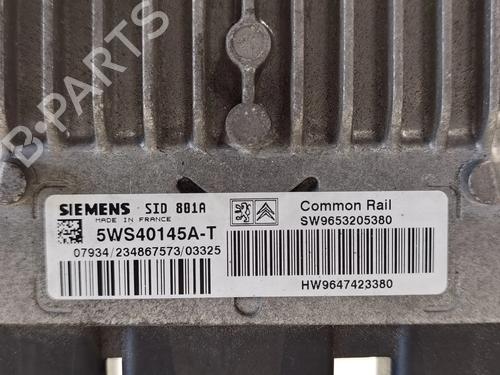 B-PARTS
SIEMENS SID 801A
MADE IN FRANCE
5WS40145A-T
07934/234867573/03325
Common Rail
SW9653205380
HW9647423380